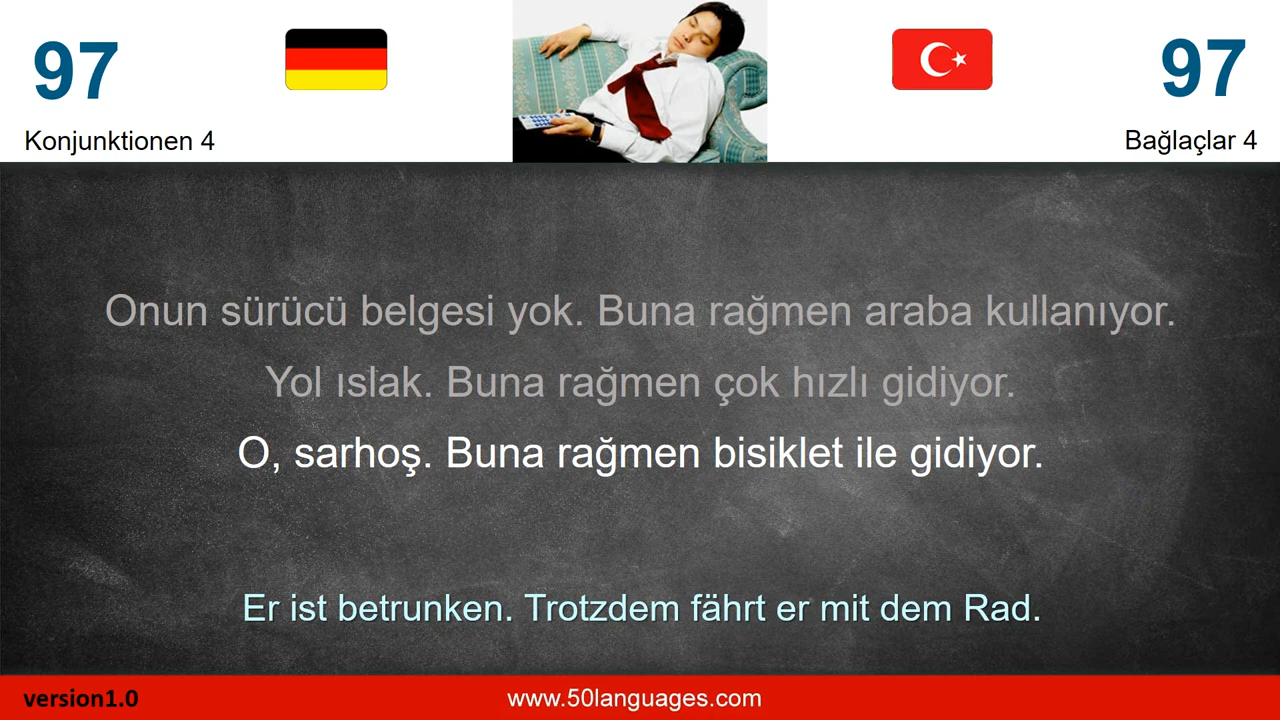 97
97
Konjunktionen 4
Bağlaçlar 4
Onun sürücü belgesi yok. Buna rağmen araba kullanıyor.
Yol ıslak. Buna rağmen çok hızlı gidiyor.
O, sarhoş. Buna rağmen bisiklet ile gidiyor.
Er ist betrunken. Trotzdem fährt er mit dem Rad.
version1.0
www.50languages.com